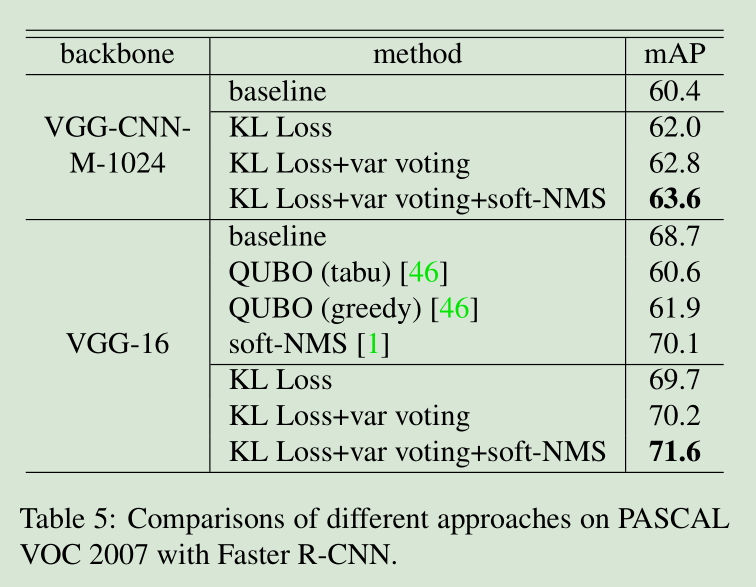 backbone method mAP
baseline 60.4
VGG-CNN- KL Loss 62.0
M-1024 KL Loss+var voting 62.8
KL Loss+var voting+soft-NMS 63.6
baseline 68.7
QUBO (tabu) [46] 60.6
QUBO (greedy) [46] 61.9
VGG-16 soft-NMS [1] 70.1
KL Loss 69.7
KL Loss+var voting 70.2
KL Loss+var voting+soft-NMS 71.6
Table 5: Comparisons of different approaches on PASCAL
VOC 2007 with Faster R-CNN.